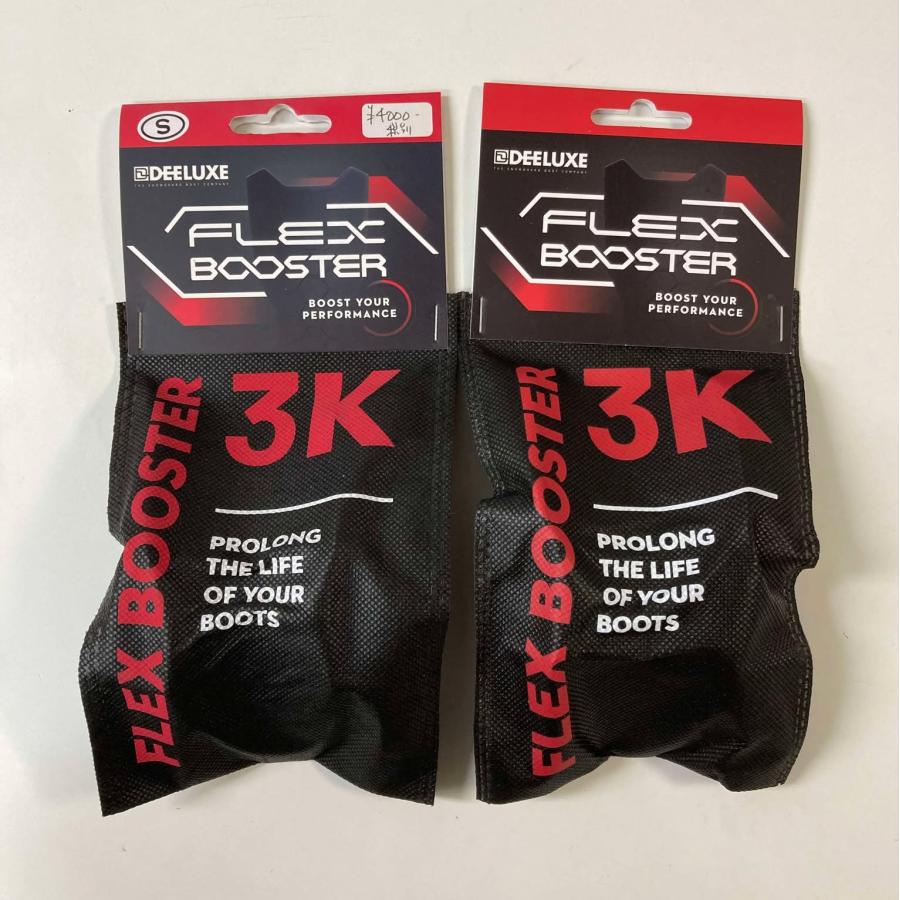 S
¥4000-
税別
DEELUXE
THE SNOWBOARD BOOT COMPANY
FLEX
BOOSTER
BOOST YOUR
PERFORMANCE
FLEX BOOSTER
3K
PROLONG
THE LIFE
OF YOUR
BOOTS
DEELUXE
THE SNOWBOARD BOOT COMPANY
FLEX
BOOSTER
BOOST YOUR
PERFORMANCE
FLEX BOOSTER
3K
PROLONG
THE LIFE
OF YOUR
BOOTS